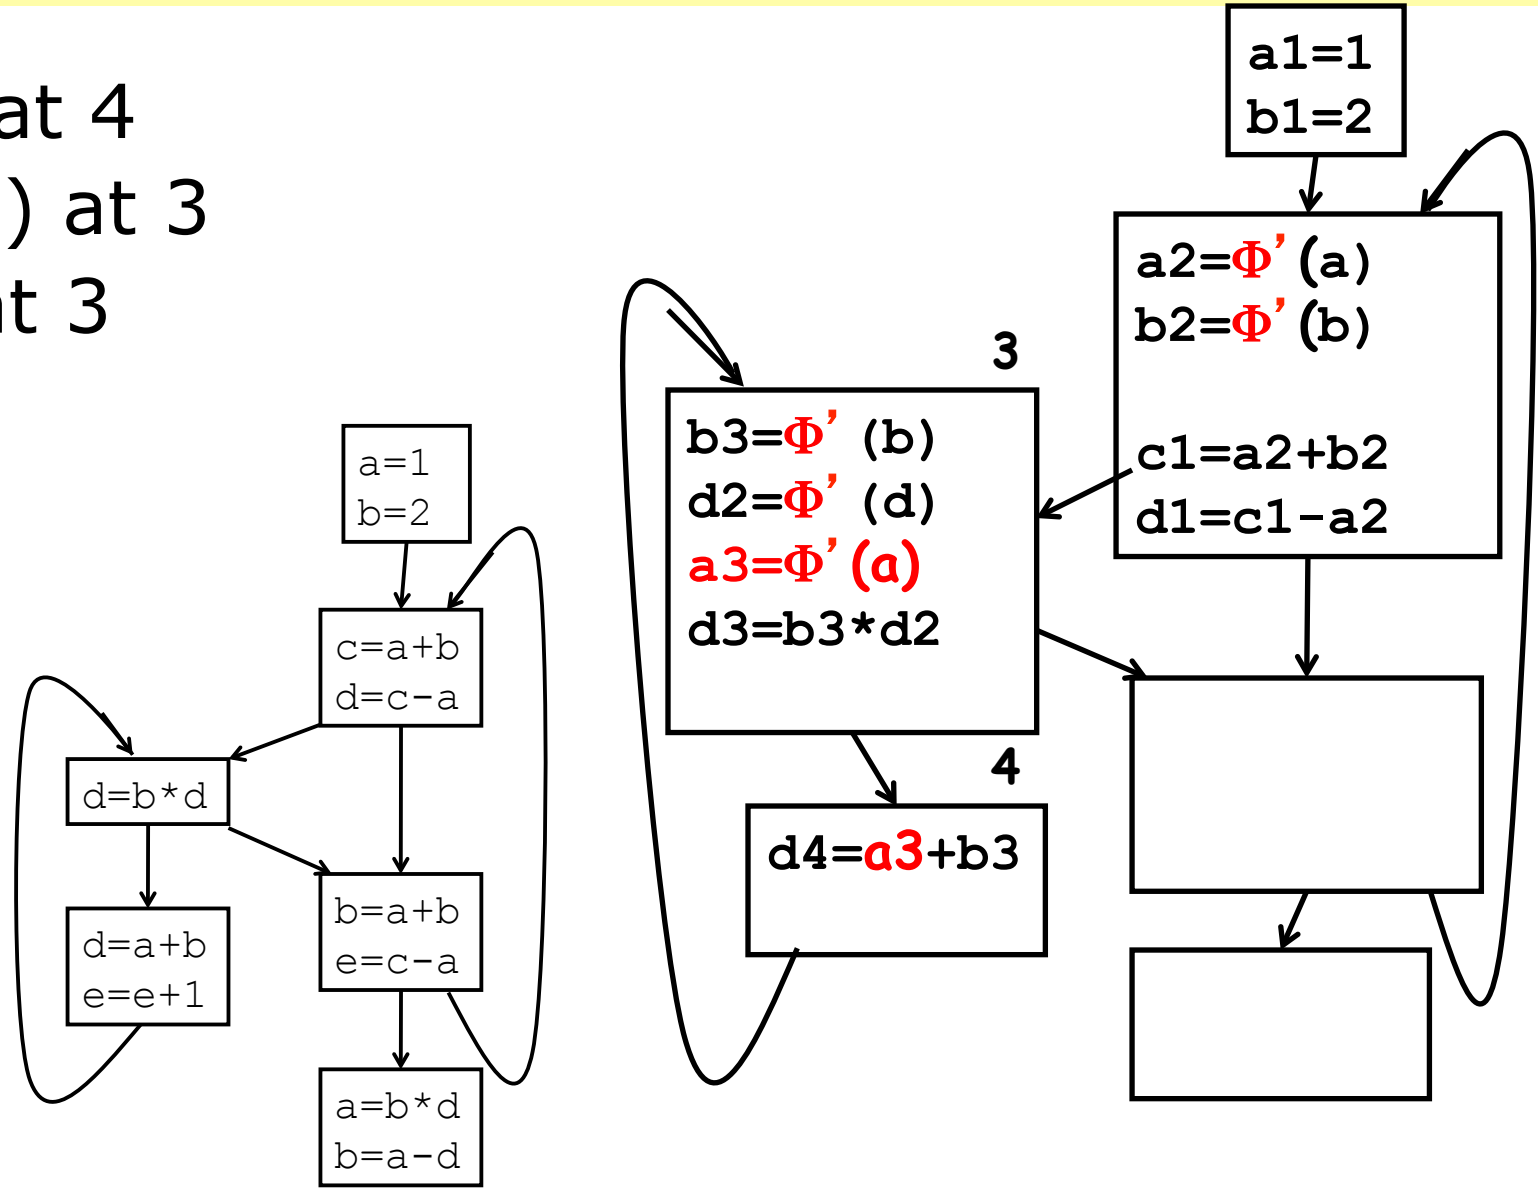 at 4
) at 3
at 3
a=1
b=2
c=a+b
d=c-a
d=b*d
d=a+b
e=e+1
b=a+b
e=c-a
a=b*d
b=a-d
a1=1
b1=2
a2=Φ’(a)
b2=Φ’(b)
c1=a2+b2
d1=c1-a2
3
b3=Φ’ (b)
d2=Φ’ (d)
a3=Φ’(a)
d3=b3*d2
4
d4=a3+b3